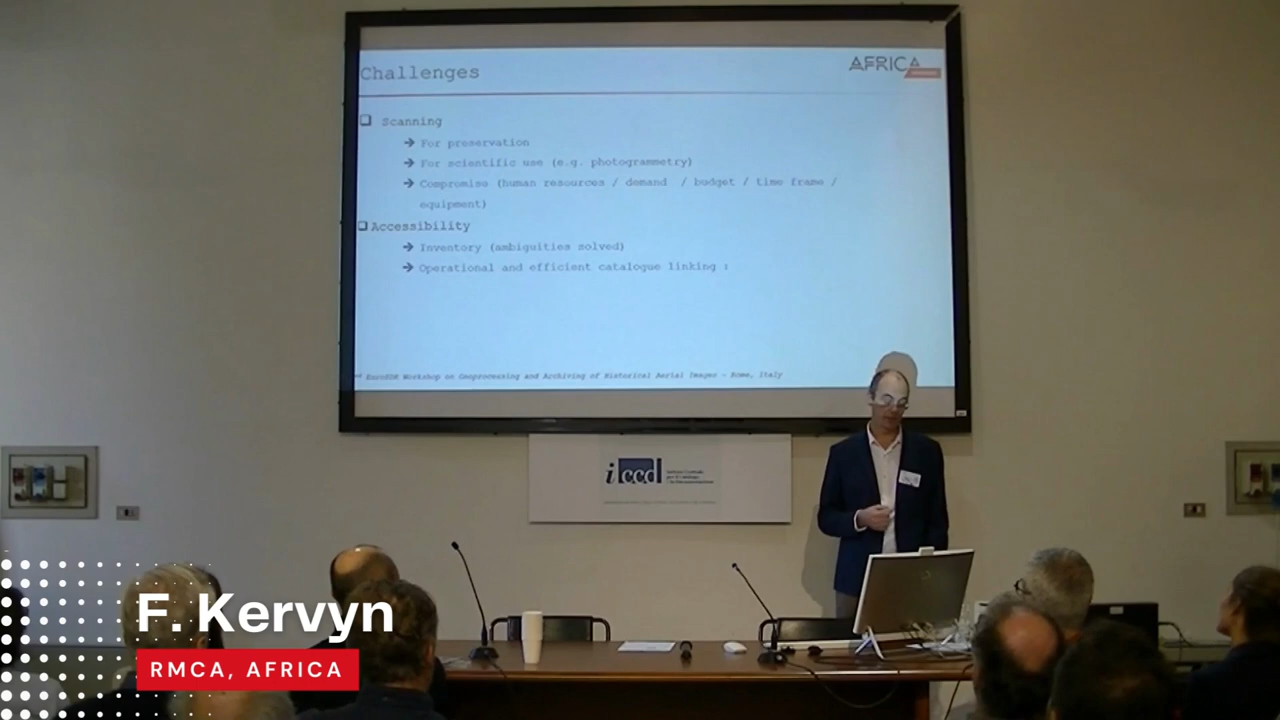 Challenges
AFRICA
❑ Scanning
→ For preservation
→ For scientific use (e.g. photogrammetry)
→ Compromise (human resources / demand / budget / time frame /
equipment)
❑ Accessibility
→ Inventory (ambiguities solved)
→ Operational and efficient catalogue linking :
EuroSDR Workshop on Geoprocessing and Archiving of Historical Aerial Images - Rome, Italy
iccd
F. Kervyn
RMCA, AFRICA